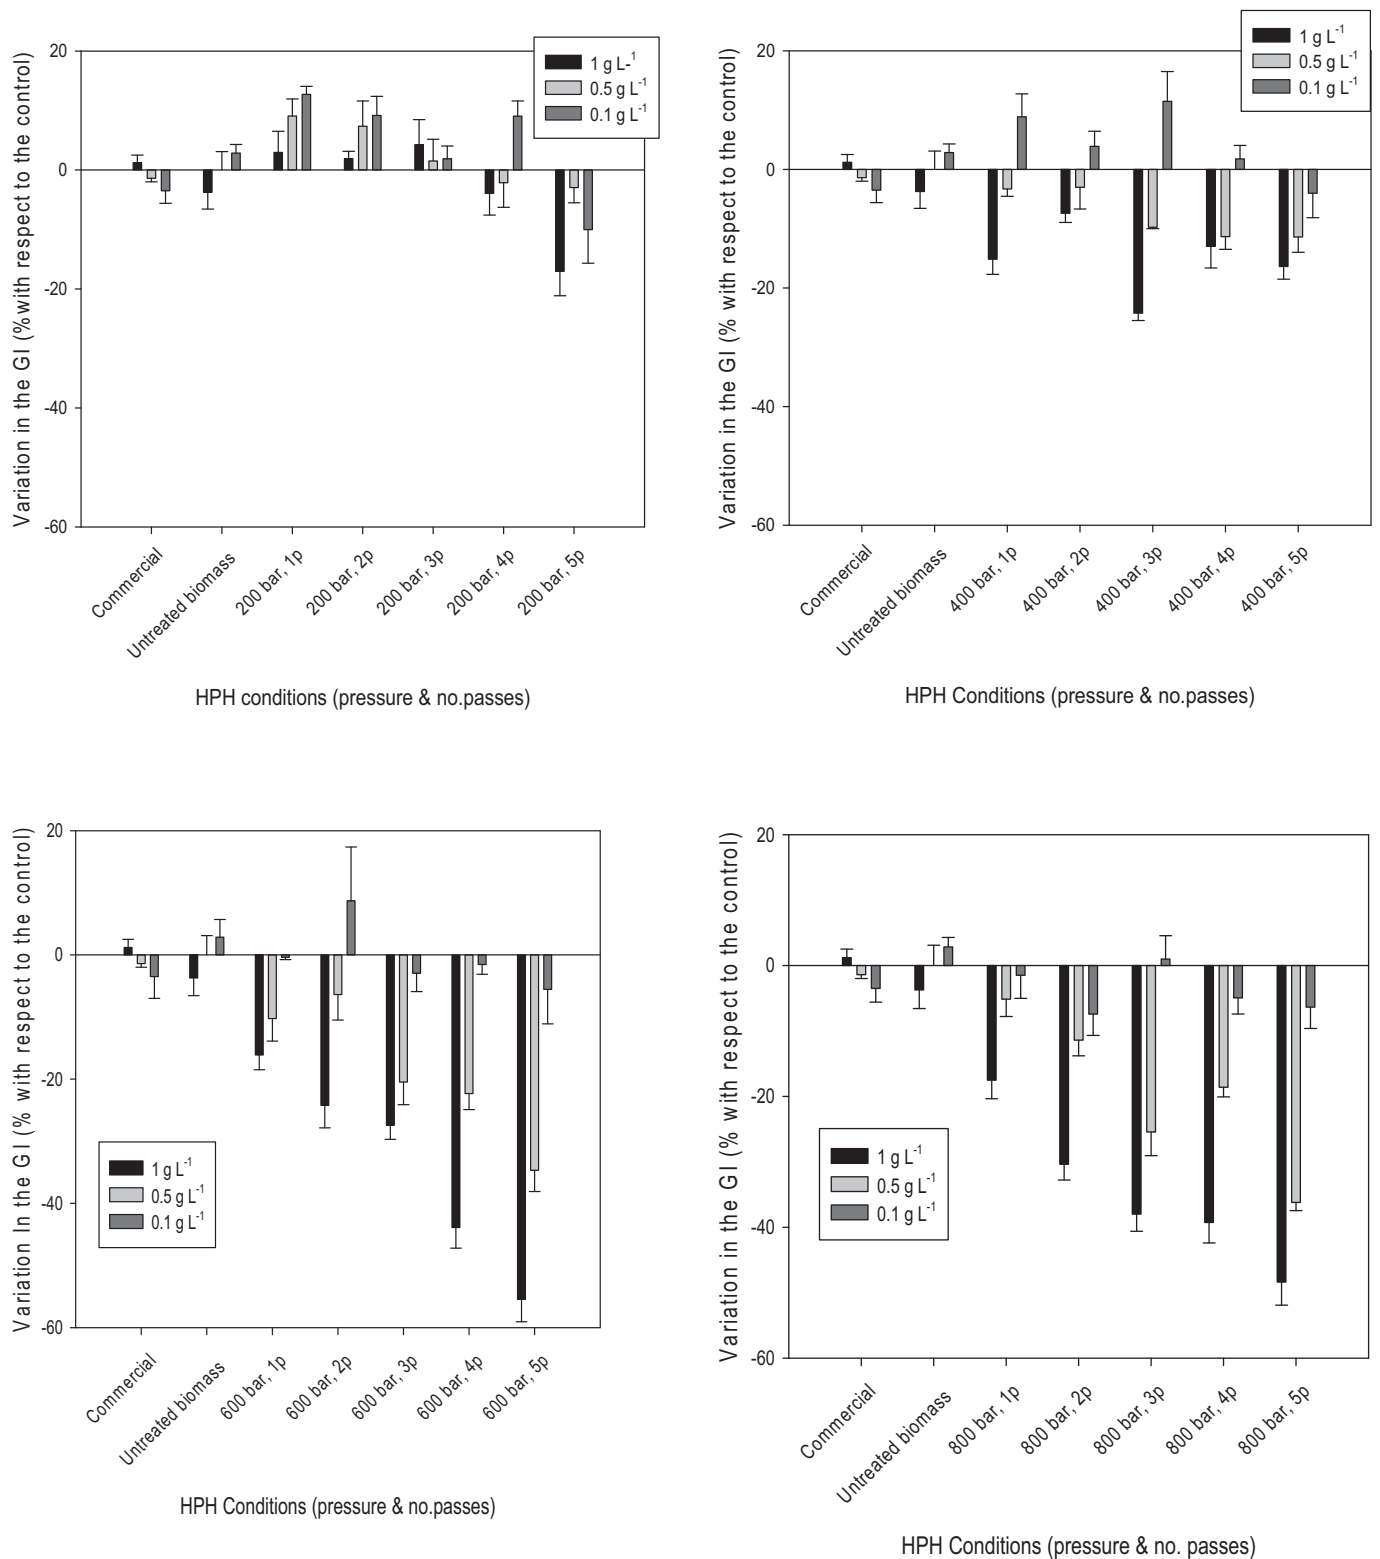 Variation in the GI (% with respect to the control)
20
0
-20
-40
-60
1 g L-¹
0.5 g L⁻¹
0.1 g L⁻¹
Commercial
Untreated biomass
200 bar, 1p
200 bar, 2p
200 bar, 3p
200 bar, 4p
200 bar, 5p
HPH conditions (pressure & no.passes)
Variation in the GI (% with respect to the control)
20
0
-20
-40
-60
1 g L⁻¹
0.5 g L⁻¹
0.1 g L⁻¹
Commercial
Untreated biomass
400 bar, 1p
400 bar, 2p
400 bar, 3p
400 bar, 4p
400 bar, 5p
HPH Conditions (pressure & no.passes)
Variation In the GI (% with respect to the control)
20
0
-20
-40
-60
1 g L⁻¹
0.5 g L⁻¹
0.1 g L⁻¹
Commercial
Untreated biomass
600 bar, 1p
600 bar, 2p
600 bar, 3p
600 bar, 4p
600 bar, 5p
HPH Conditions (pressure & no.passes)
Variation in the GI (% with respect to the control)
20
0
-20
-40
-60
1 g L⁻¹
0.5 g L⁻¹
0.1 g L⁻¹
Commercial
Untreated biomass
800 bar, 1p
800 bar, 2p
800 bar, 3p
800 bar, 4p
800 bar, 5p
HPH Conditions (pressure & no. passes)